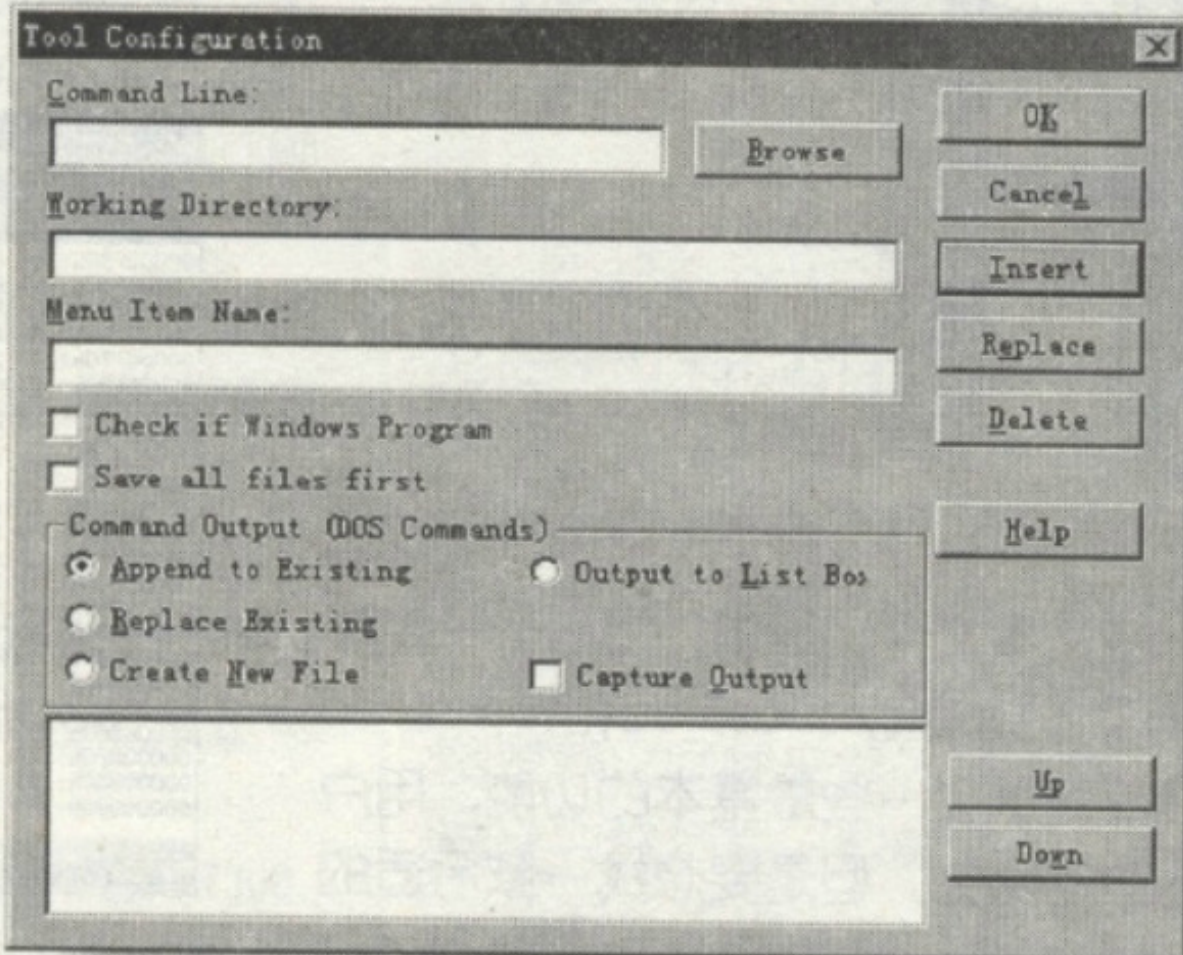 Tool Configuration
Command Line:
Browse
Working Directory:
Menu Item Name:
Check if Windows Program
Save all files first
Command Output (DOS Commands)
Append to Existing
Output to List Box
Replace Existing
Create New File
Capture Output
OK
Cancel
Insert
Replace
Delete
Help
Up
Down